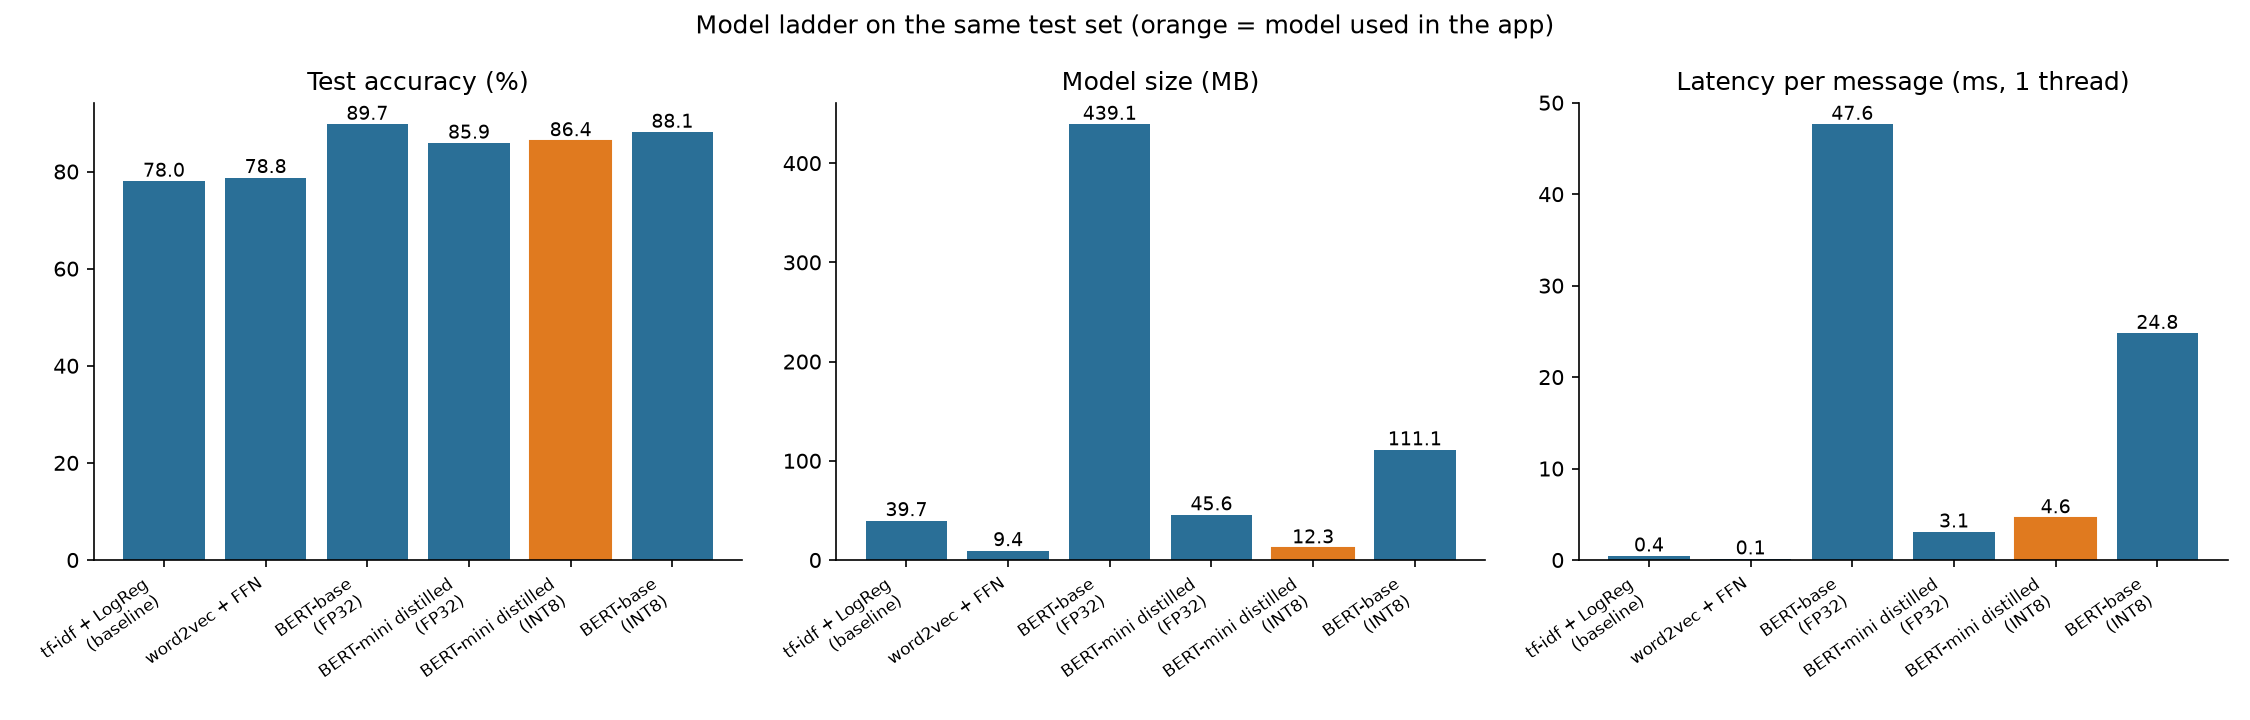 Model ladder on the same test set (orange = model used in the app)
Test accuracy (%)
80
60
40
20
0
78.0
78.8
89.7
85.9
86.4
88.1
tf-idf + LogReg
(baseline)
word2vec + FFN
BERT-base
(FP32)
BERT-mini distilled
(FP32)
BERT-mini distilled
(INT8)
BERT-base
(INT8)
Model size (MB)
400
300
200
100
0
39.7
9.4
439.1
45.6
12.3
111.1
tf-idf + LogReg
(baseline)
word2vec + FFN
BERT-base
(FP32)
BERT-mini distilled
(FP32)
BERT-mini distilled
(INT8)
BERT-base
(INT8)
Latency per message (ms, 1 thread)
50
40
30
20
10
0
0.4
0.1
47.6
3.1
4.6
24.8
tf-idf + LogReg
(baseline)
word2vec + FFN
BERT-base
(FP32)
BERT-mini distilled
(FP32)
BERT-mini distilled
(INT8)
BERT-base
(INT8)